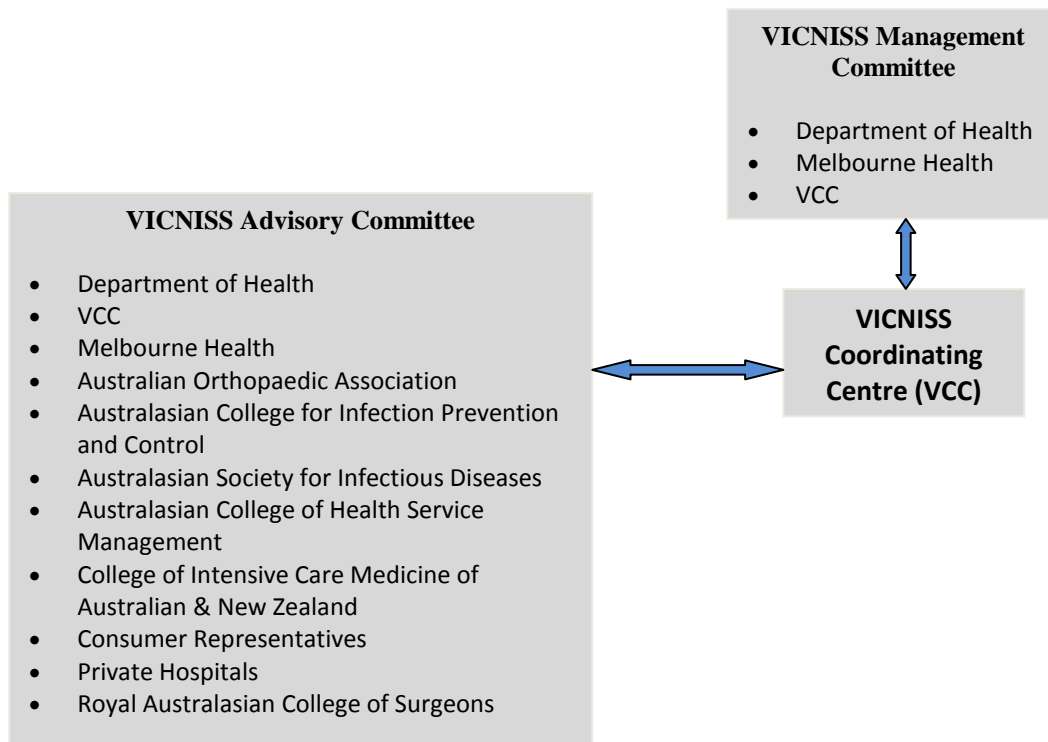 VICNISS Management
Committee
• Department of Health
• Melbourne Health
• VCC
VICNISS Advisory Committee
• Department of Health
• VCC
• Melbourne Health
• Australian Orthopaedic Association
• Australasian College for Infection Prevention
and Control
• Australasian Society for Infectious Diseases
• Australasian College of Health Service
Management
• College of Intensive Care Medicine of
Australian & New Zealand
• Consumer Representatives
• Private Hospitals
• Royal Australasian College of Surgeons
VICNISS
Coordinating
Centre (VCC)